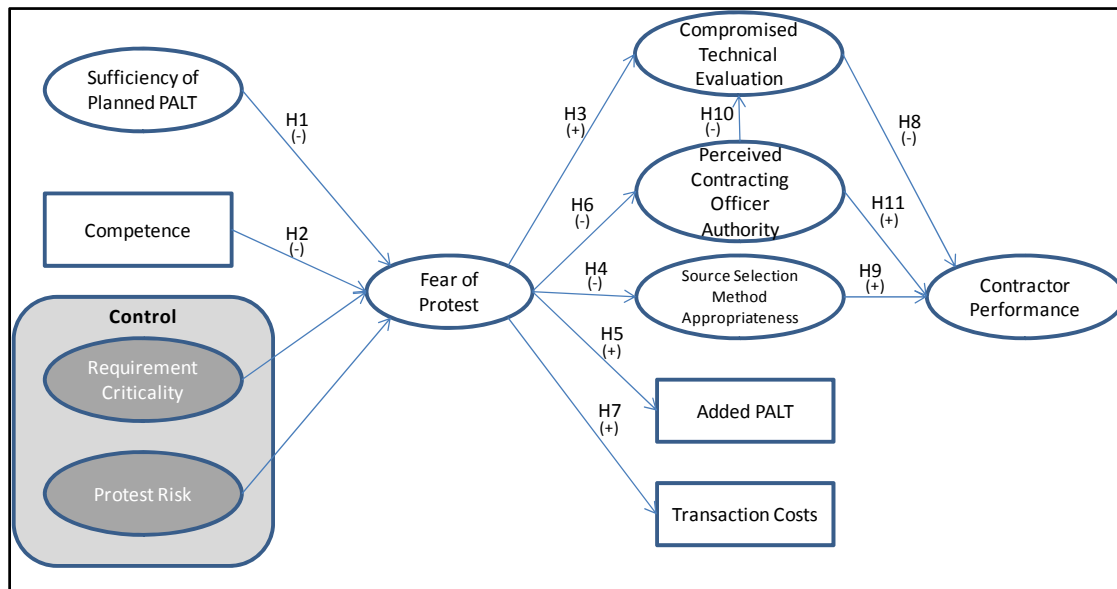 Sufficiency of
Planned PALT
H1
(-)
Competence
H2
(-)
Control
Requirement
Criticality
Protest Risk
Fear of
Protest
H3
(+)
H6
(-)
H4
(-)
H5
(+)
H7
(+)
Compromised
Technical
Evaluation
H10
(-)
Perceived
Contracting
Officer
Authority
Source Selection
Method
Appropriateness
Added PALT
Transaction Costs
H8
(-)
H11
(+)
H9
(+)
Contractor
Performance